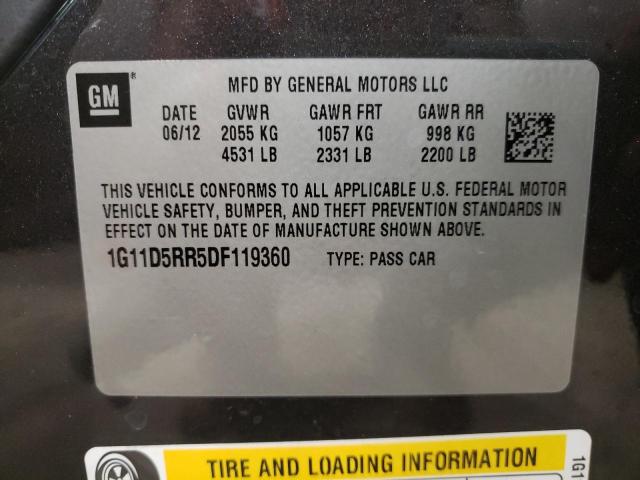 GM ®
MFD BY GENERAL MOTORS LLC
DATE GVWR GAWR FRT GAWR RR
06/12 2055 KG 1057 KG 998 KG
4531 LB 2331 LB 2200 LB
THIS VEHICLE CONFORMS TO ALL APPLICABLE U.S. FEDERAL MOTOR
VEHICLE SAFETY, BUMPER, AND THEFT PREVENTION STANDARDS IN
EFFECT ON THE DATE OF MANUFACTURE SHOWN ABOVE.
1G11D5RR5DF119360 TYPE: PASS CAR
TIRE AND LOADING INFORMATION
1G1